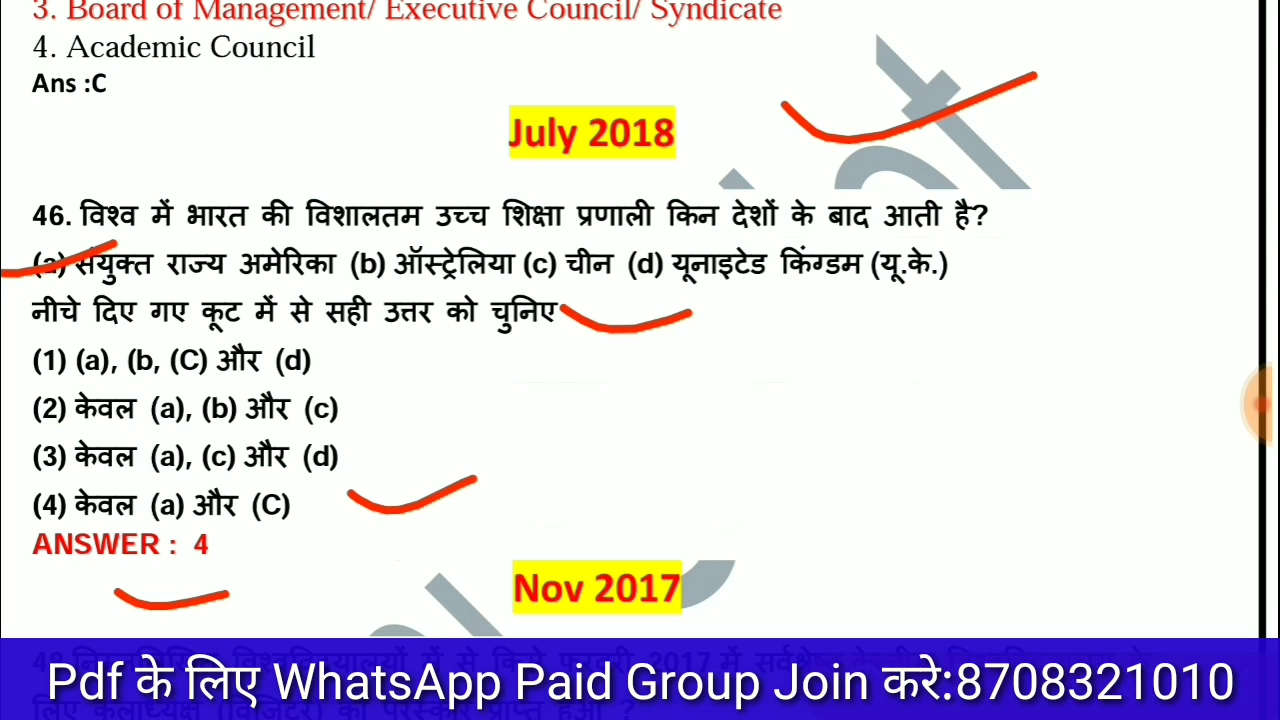 3. Board of Management/ Executive Council/ Syndicate
4. Academic Council
Ans :C
July 2018
46. विश्व में भारत की विशालतम उच्च शिक्षा प्रणाली किन देशों के बाद आती है?
(a) संयुक्त राज्य अमेरिका (b) ऑस्ट्रेलिया (c) चीन (d) यूनाइटेड किंग्डम (यू.के.)
नीचे दिए गए कूट में से सही उत्तर को चुनिए
(1) (a), (b, (C) और (d)
(2) केवल (a), (b) और (c)
(3) केवल (a), (c) और (d)
(4) केवल (a) और (C)
ANSWER : 4
Nov 2017
Pdf के लिए WhatsApp Paid Group Join करे:8708321010